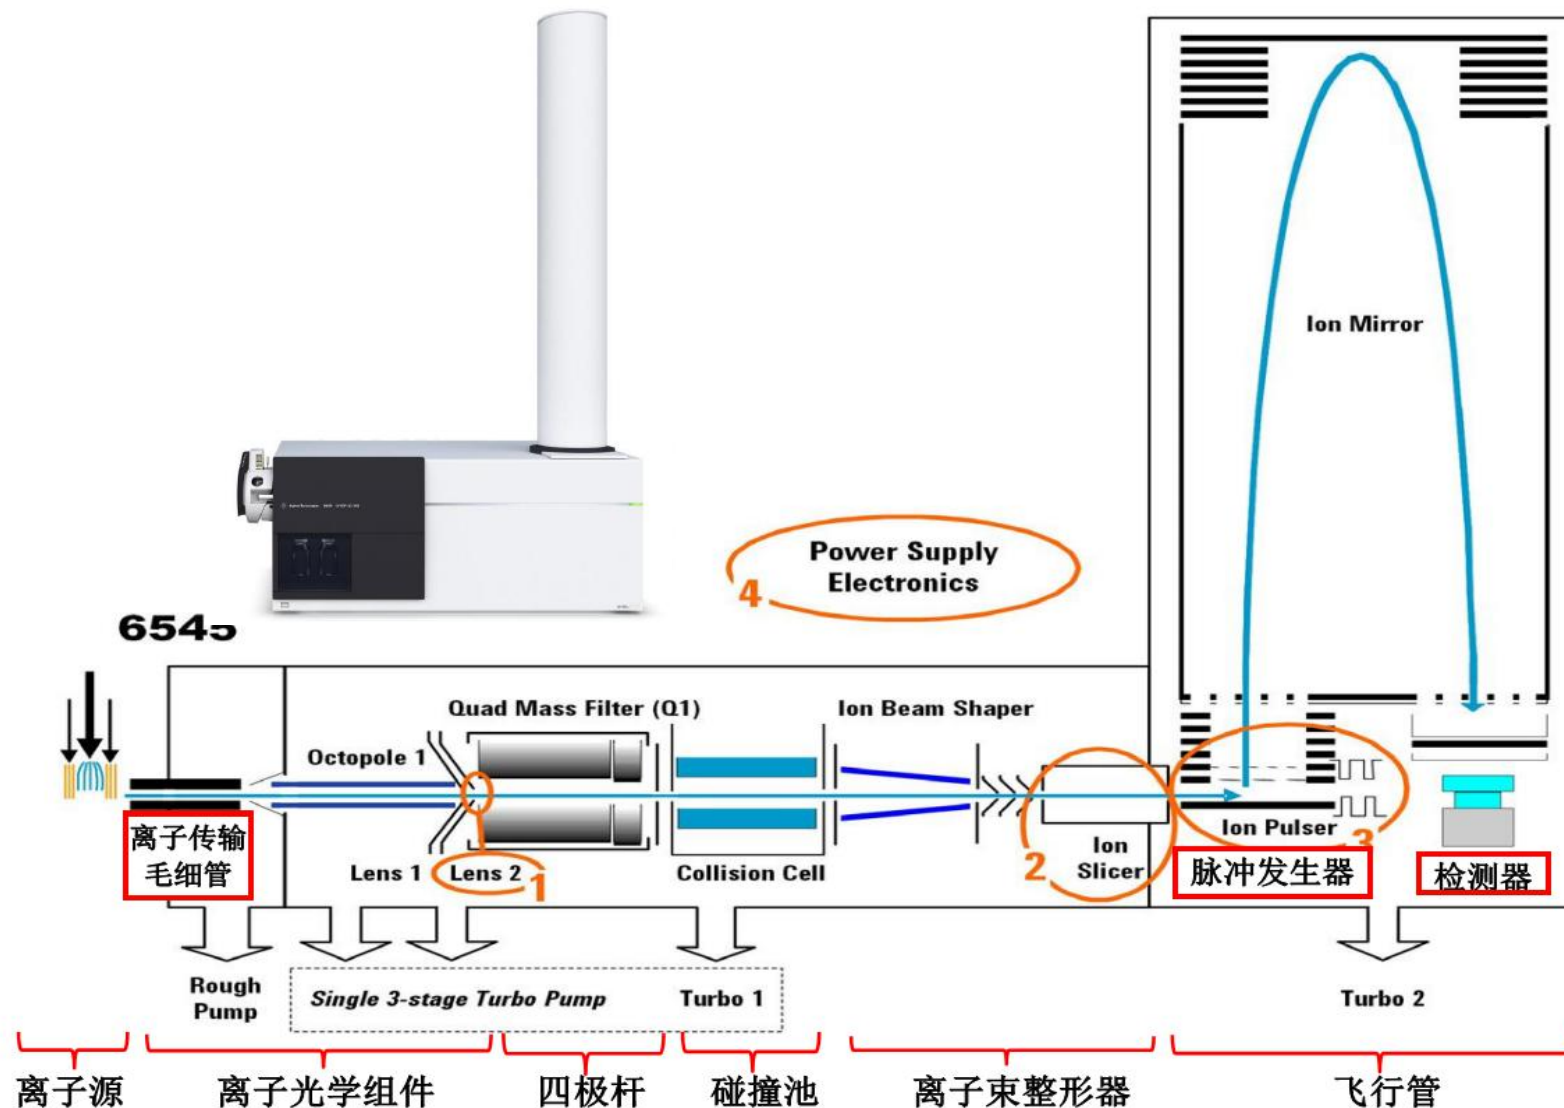 6545
Power Supply
Electronics
4
Ion Mirror
Quad Mass Filter (Q1)
Ion Beam Shaper
Octopole 1
离子传输
毛细管
Lens 1
Lens 2
1
Collision Cell
2
Ion
Slicer
Ion Pulser
3
脉冲发生器
检测器
Rough
Pump
Single 3-stage Turbo Pump
Turbo 1
Turbo 2
离子源
离子光学组件
四极杆
碰撞池
离子束整形器
飞行管